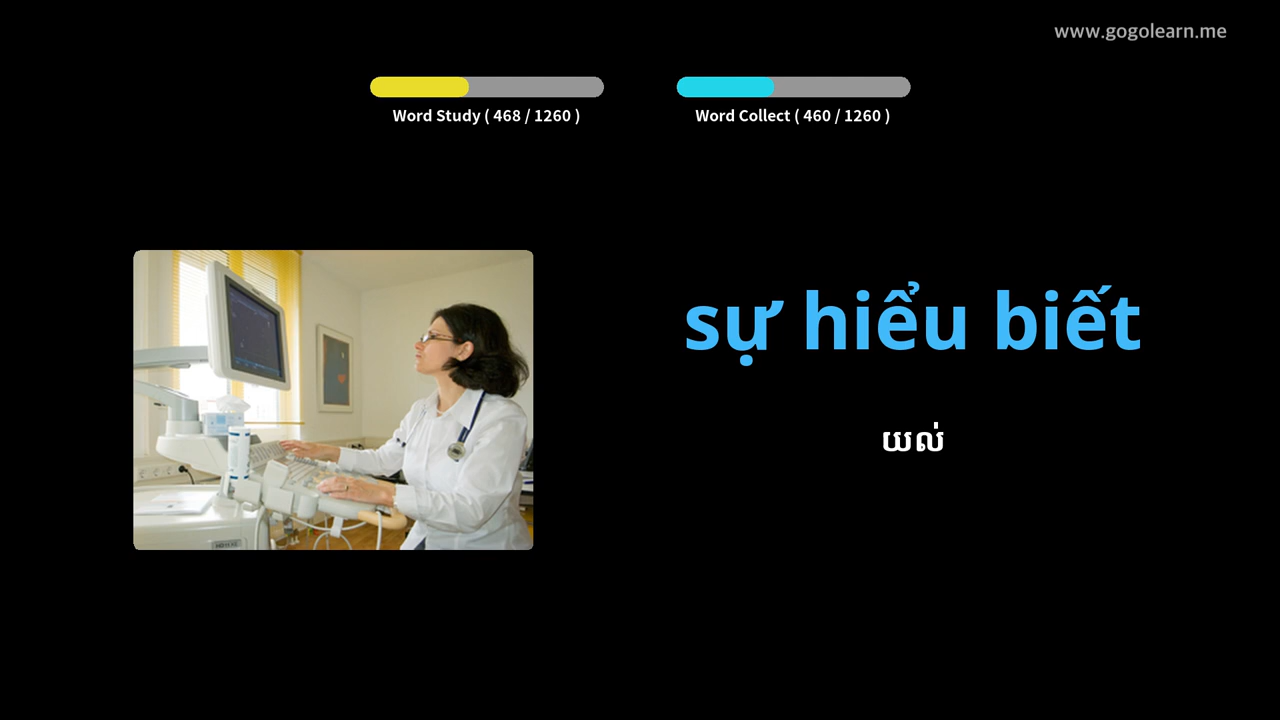 www.gogolearn.me
Word Study ( 468 / 1260 )
Word Collect ( 460 / 1260 )
sự hiểu biết
យល់